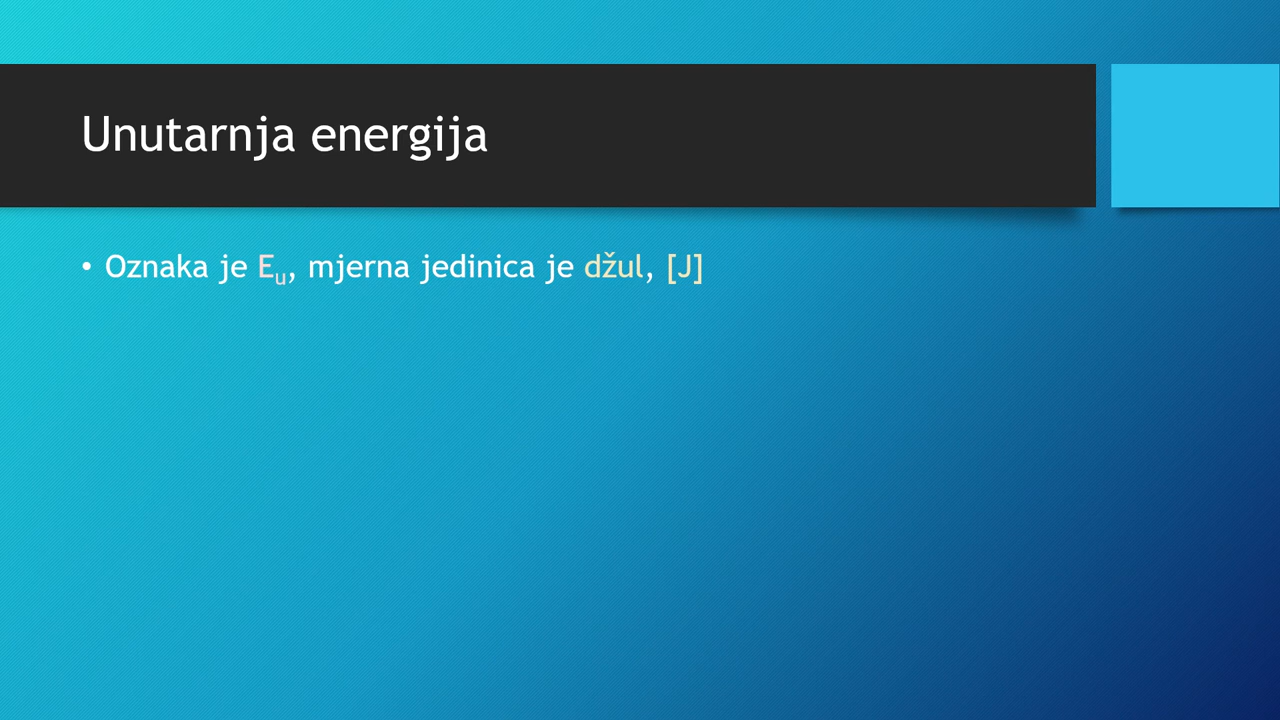 Unutarnja energija
• Oznaka je Eᵤ, mjerna jedinica je džul, [J]